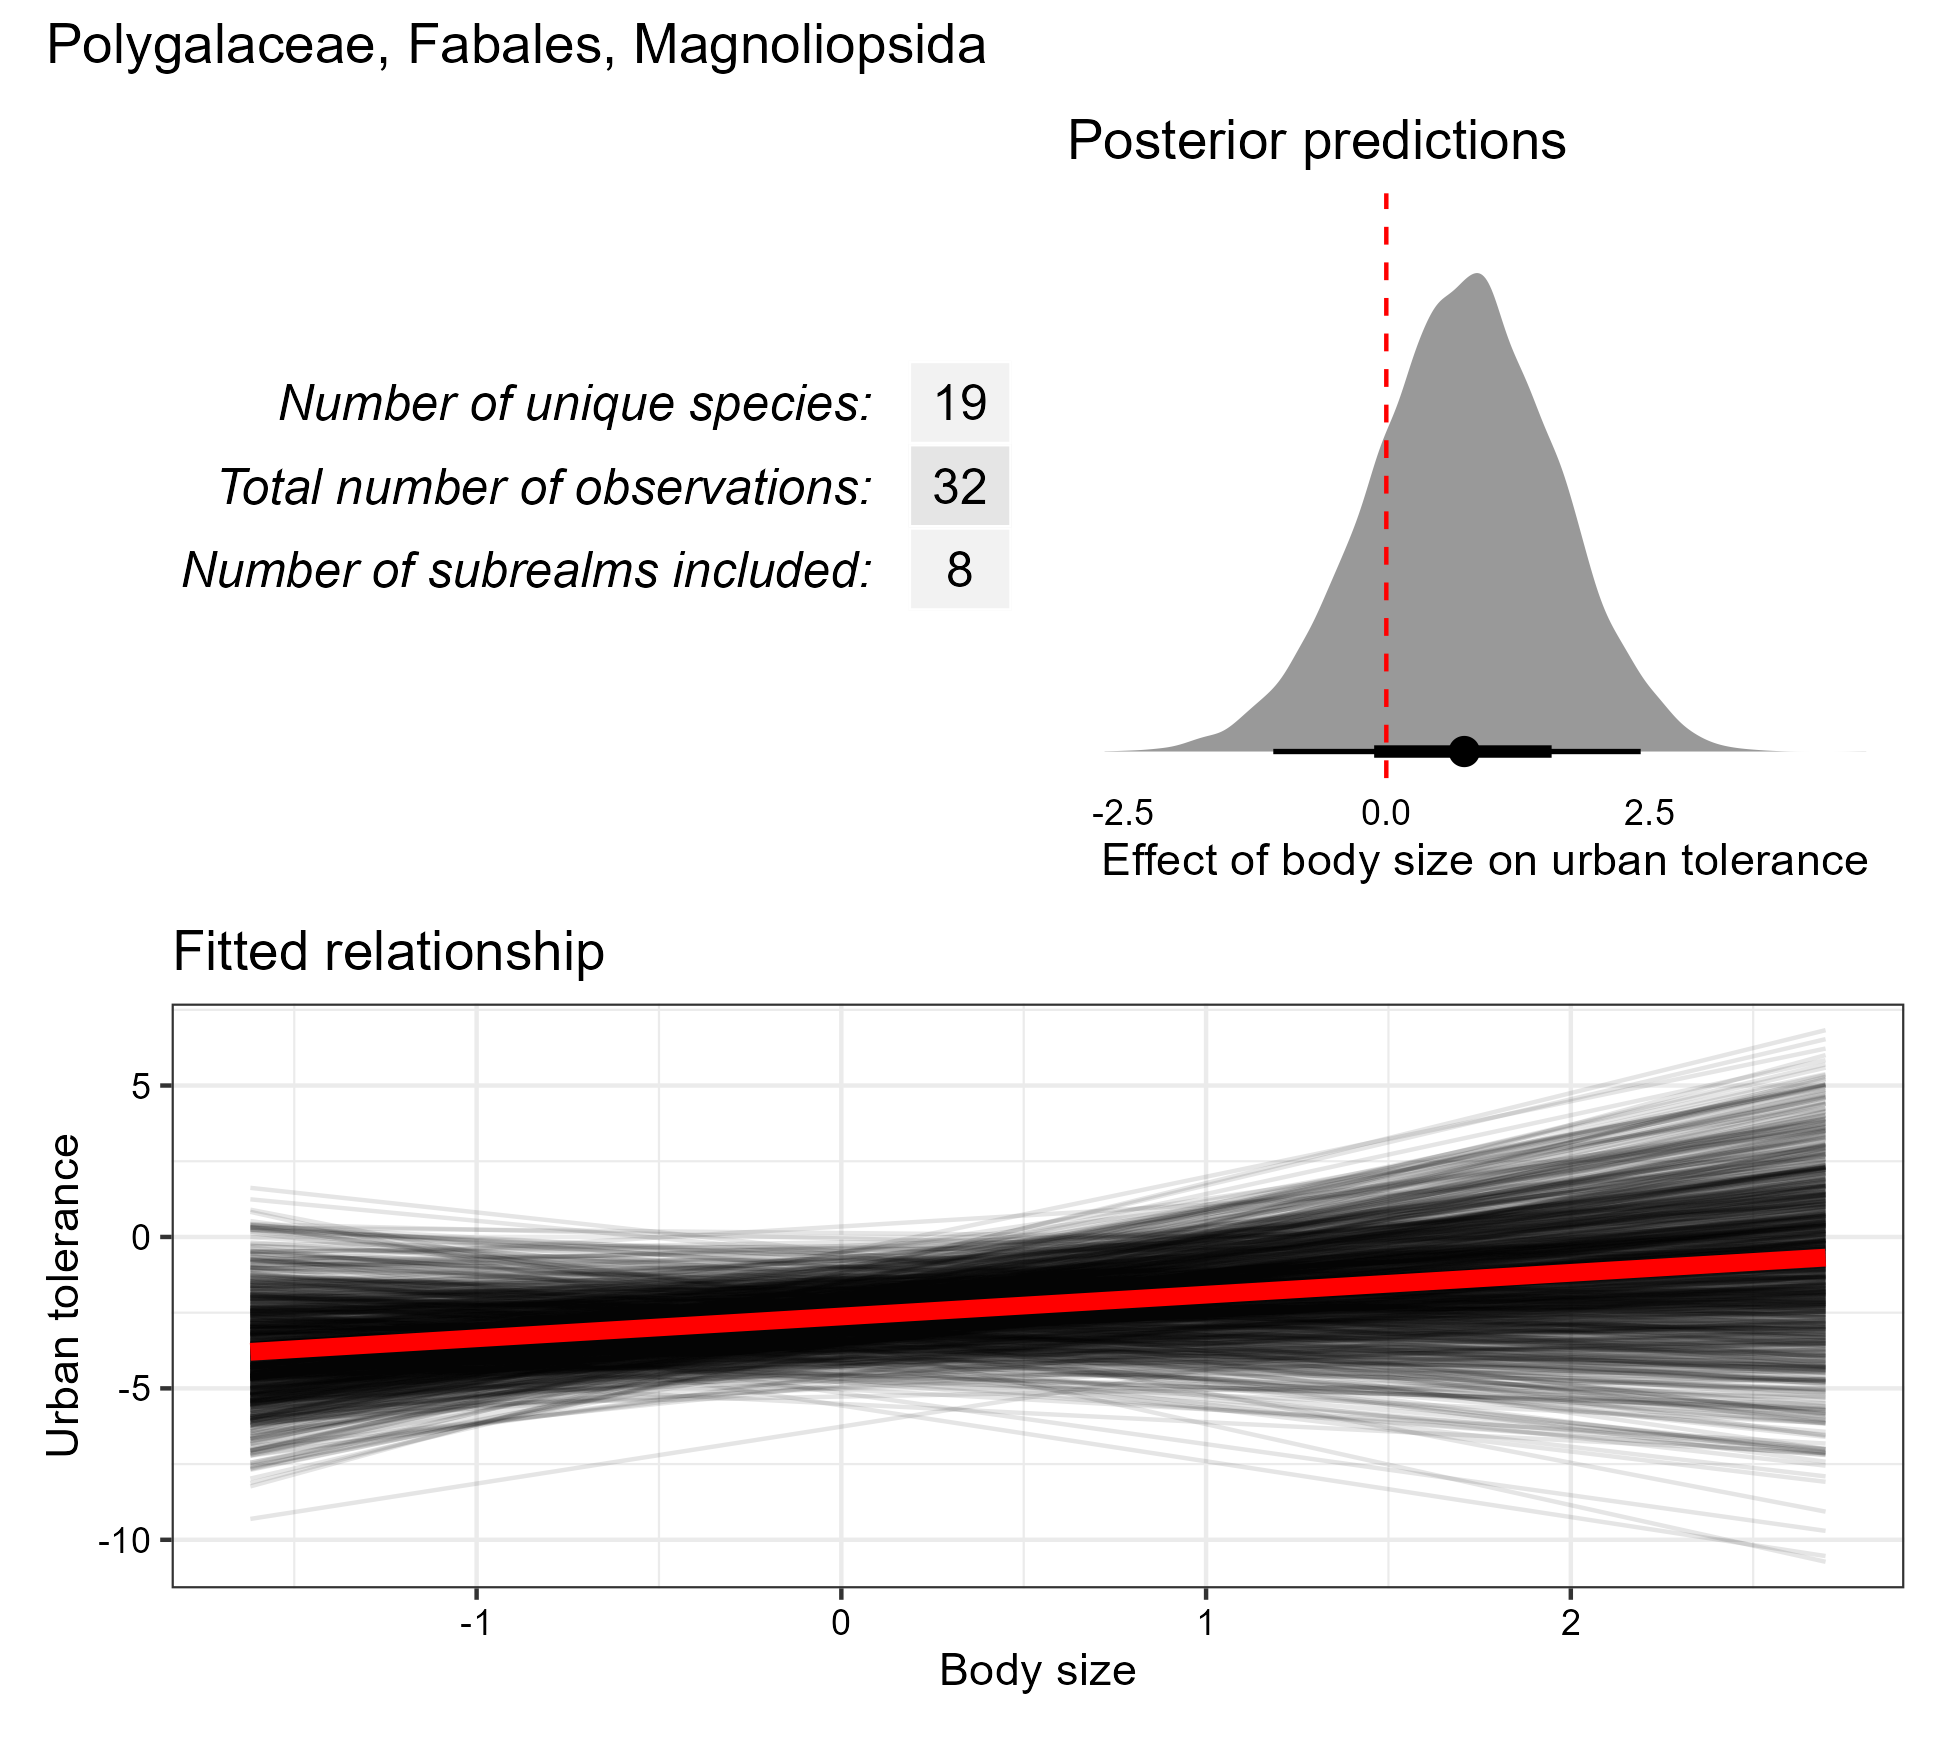 Polygalaceae, Fabales, Magnoliopsida
Posterior predictions
Number of unique species: 19
Total number of observations: 32
Number of subrealms included: 8
-2.5 0.0 2.5
Effect of body size on urban tolerance
Fitted relationship
Urban tolerance
5
0
-5
-10
-1 0 1 2
Body size